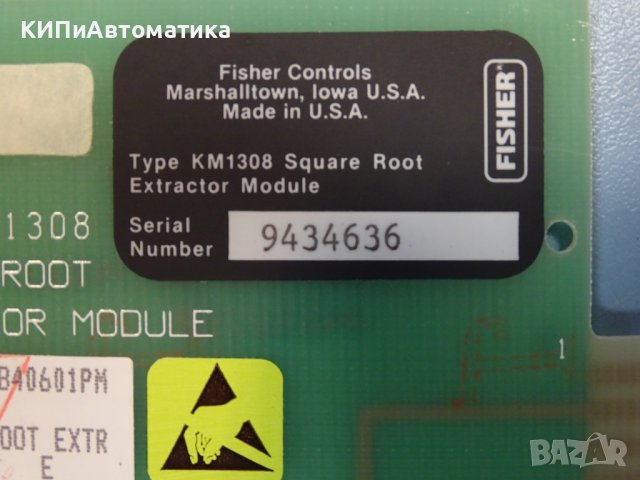 КИПиАвтоматика
Fisher Controls
Marshalltown, Iowa U.S.A.
Made in U.S.A.
FISHER®
Type KM1308 Square Root
Extractor Module
Serial
Number 9434636
1308
ROOT
OR MODULE
1
B40601PM
OOT EXTR
E
BAZAR